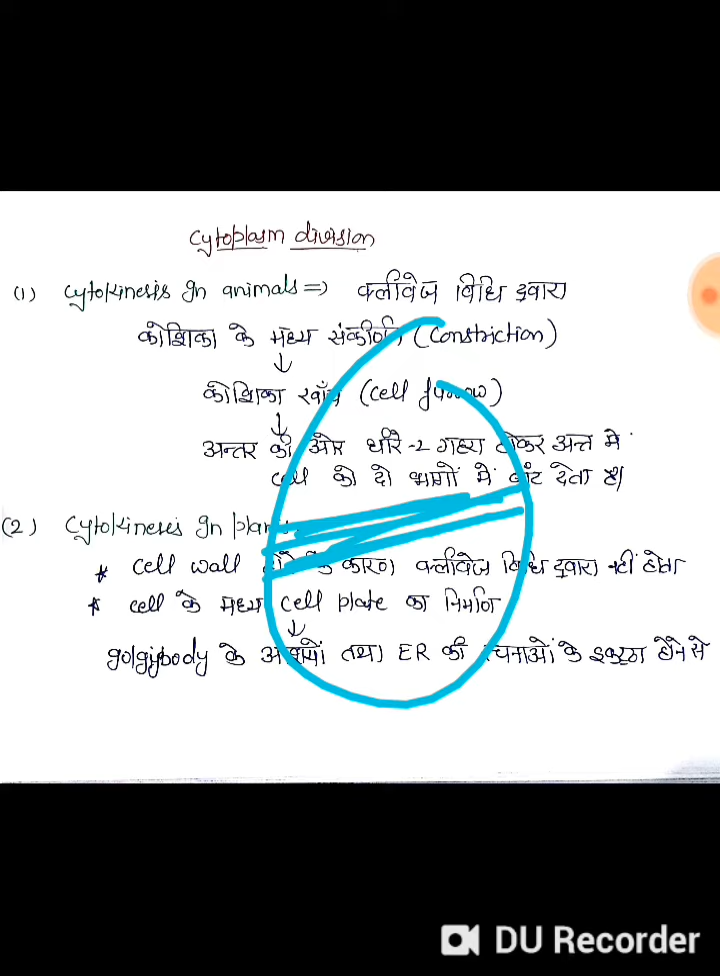 Cytoplasm division
(1) Cytokinesis In animals => क्लीवेज विधि द्वारा
कोशिका के मध्य संकीर्णन (Constriction)
↓
कोशिका खाँच (Cell furrow)
↓
अन्दर की ओर धीरे-2 गहरा होकर अन्त में
cell को दो भागों में बाँट देता है।
(2) Cytokinesis In plants
* cell wall होने के कारण क्लीवेज विधि द्वारा नहीं होता
* cell के मध्य cell plate का निर्माण
↓
golgibody के तथा ER की रचनाओं के इकट्ठा होने से
DU Recorder